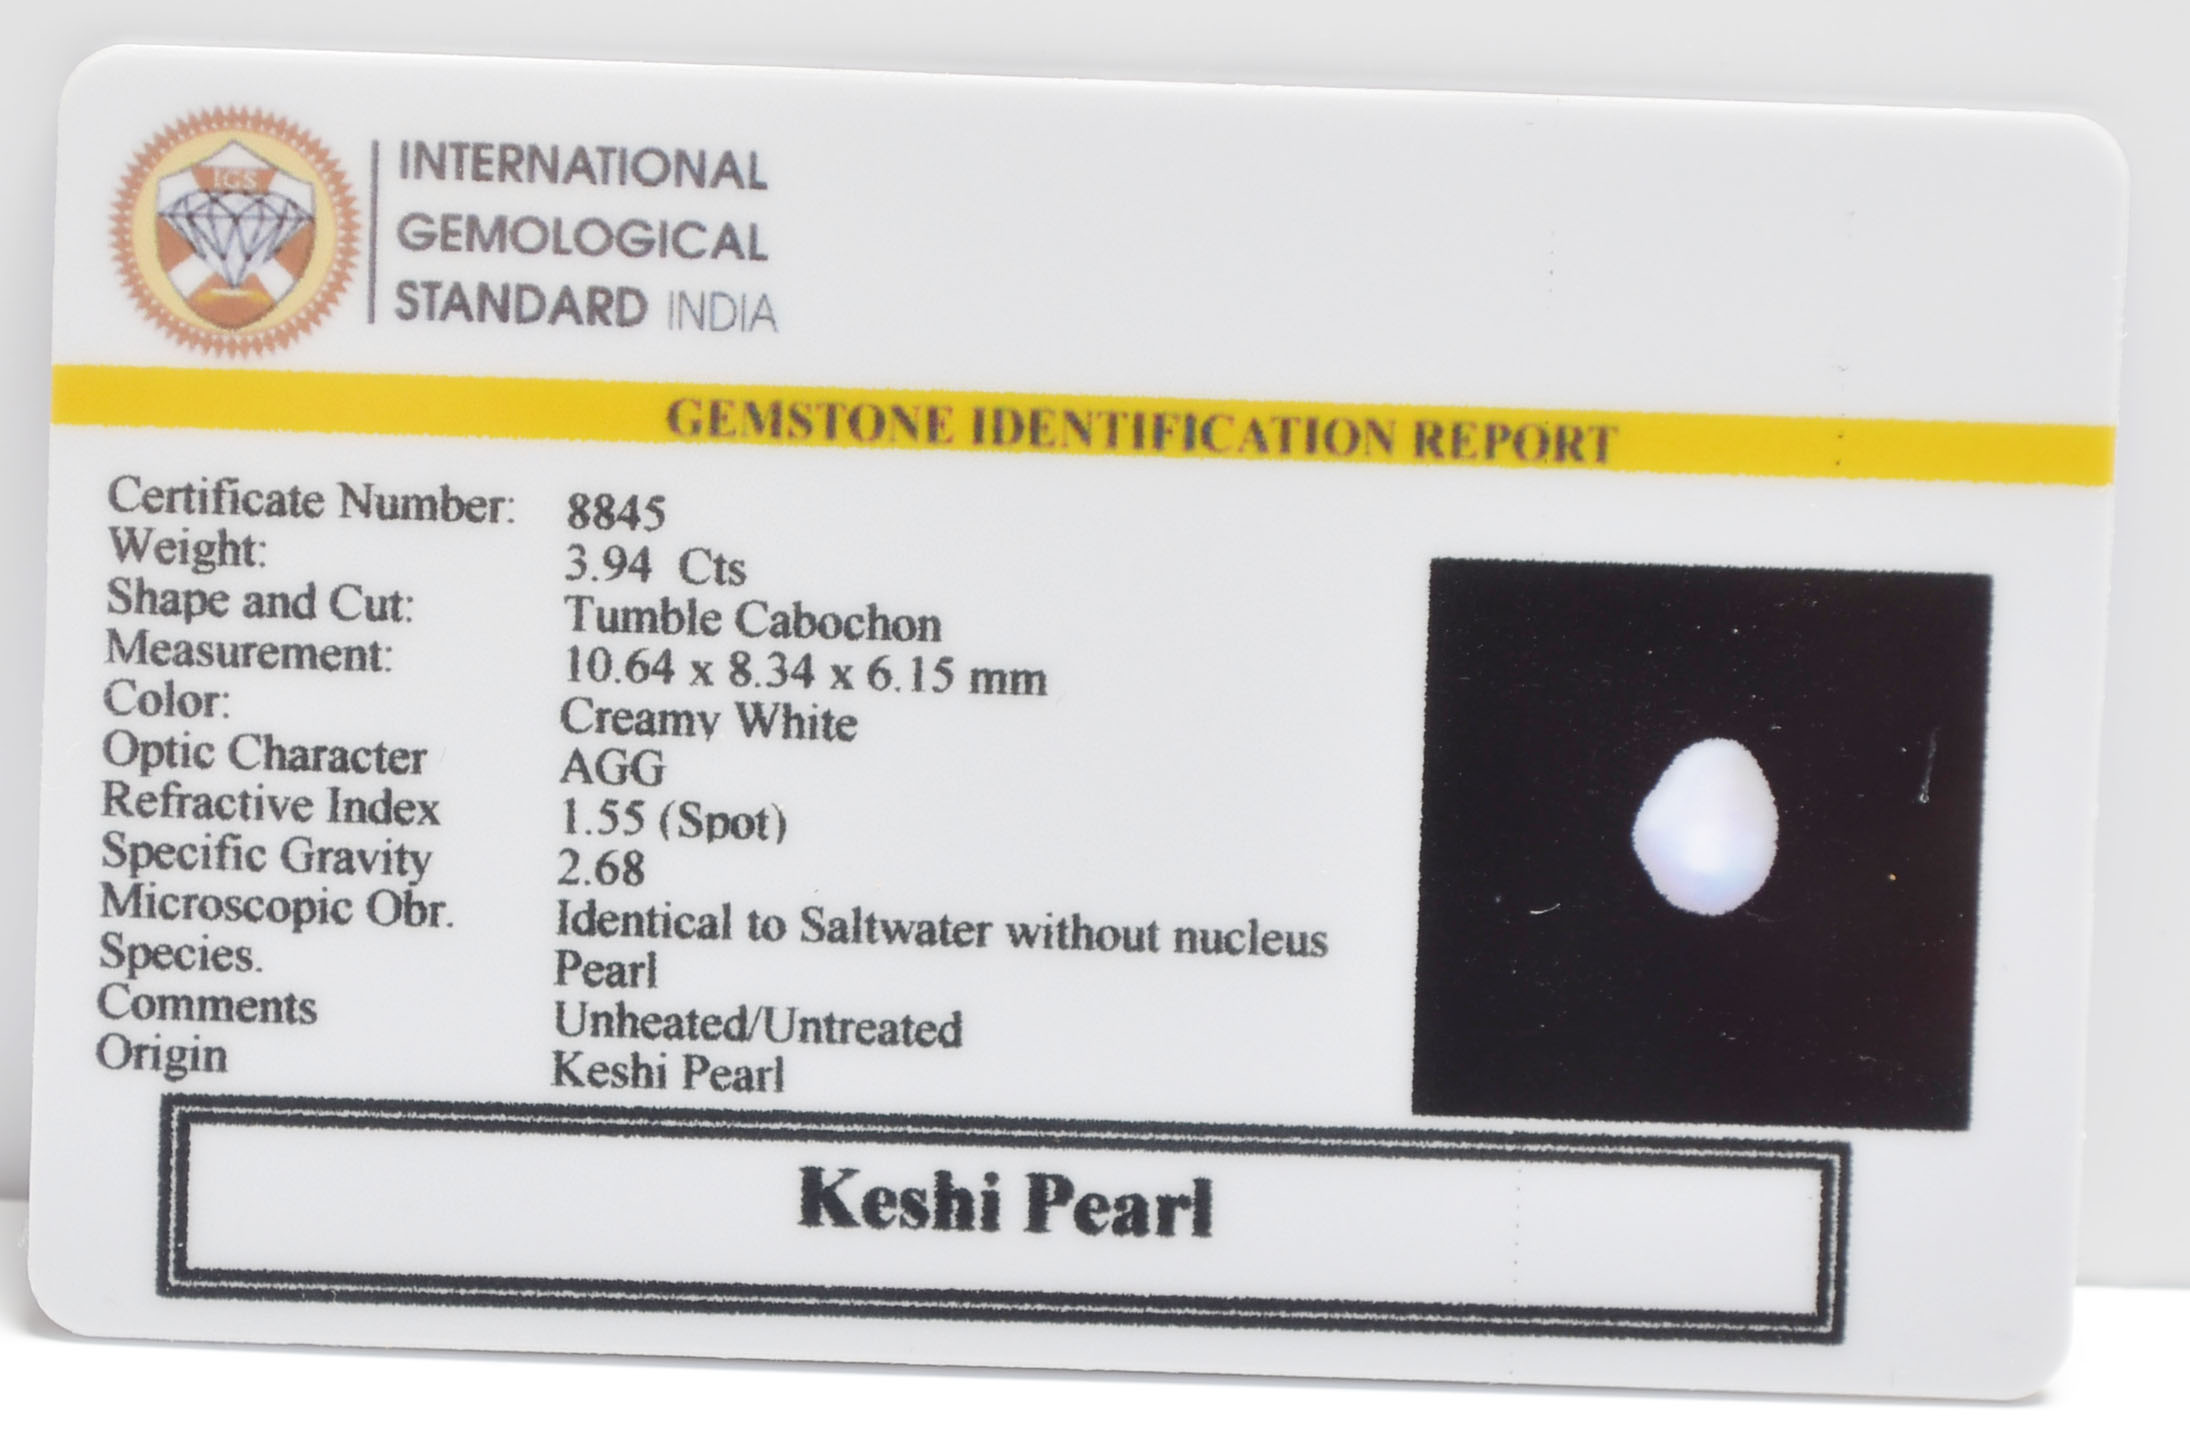 IGS
INTERNATIONAL
GEMOLOGICAL
STANDARD INDIA
GEMSTONE IDENTIFICATION REPORT
Certificate Number: 8845
Weight: 3.94 Cts
Shape and Cut: Tumble Cabochon
Measurement: 10.64 x 8.34 x 6.15 mm
Color: Creamy White
Optic Character AGG
Refractive Index 1.55 (Spot)
Specific Gravity 2.68
Microscopic Obr. Identical to Saltwater without nucleus
Species. Pearl
Comments Unheated/Untreated
Origin Keshi Pearl
Keshi Pearl